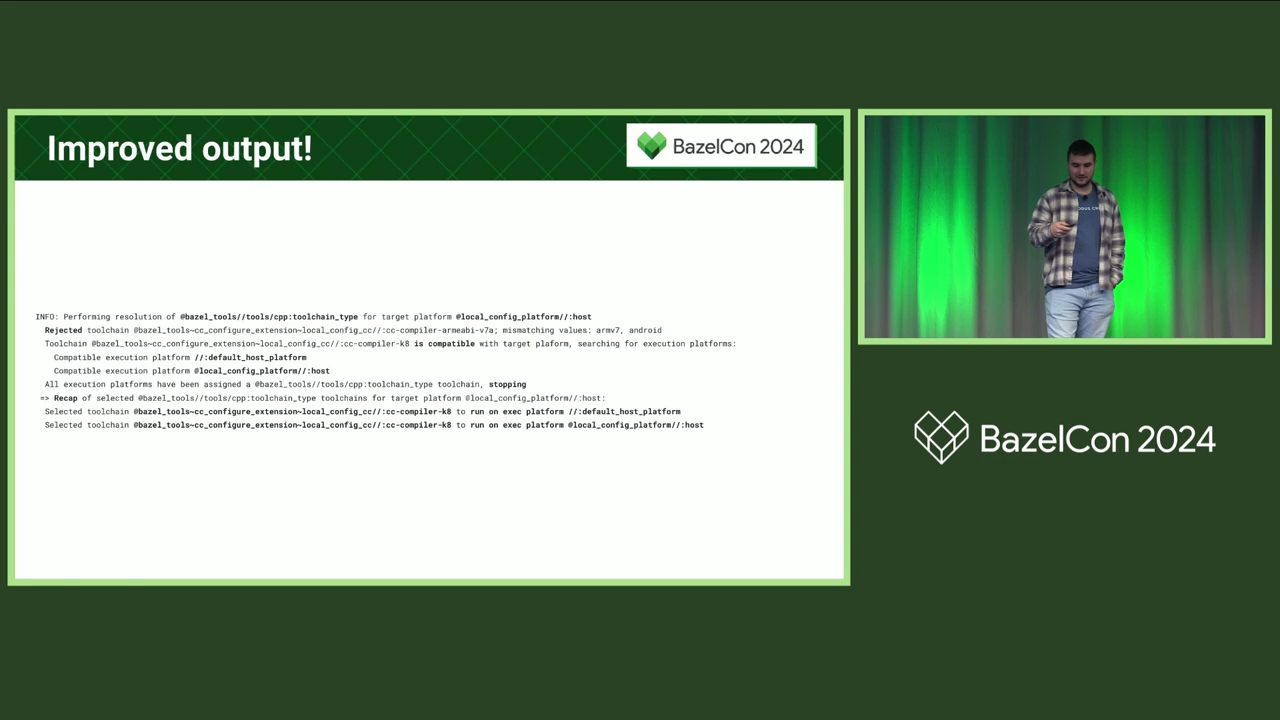 Improved output!
BazelCon 2024
INFO: Performing resolution of @bazel_tools//tools/cpp:toolchain_type for target platform @local_config_platform//:host
Rejected toolchain @bazel_tools~cc_configure_extension~local_config_cc//:cc-compiler-armeabi-v7a; mismatching values: armv7, android
Toolchain @bazel_tools~cc_configure_extension~local_config_cc//:cc-compiler-k8 is compatible with target plaform, searching for execution platforms:
Compatible execution platform //:default_host_platform
Compatible execution platform @local_config_platform//:host
All execution platforms have been assigned a @bazel_tools//tools/cpp:toolchain_type toolchain, stopping
=> Recap of selected @bazel_tools//tools/cpp:toolchain_type toolchains for target platform @local_config_platform//:host:
Selected toolchain @bazel_tools~cc_configure_extension~local_config_cc//:cc-compiler-k8 to run on exec platform //:default_host_platform
Selected toolchain @bazel_tools~cc_configure_extension~local_config_cc//:cc-compiler-k8 to run on exec platform @local_config_platform//:host
BazelCon 2024